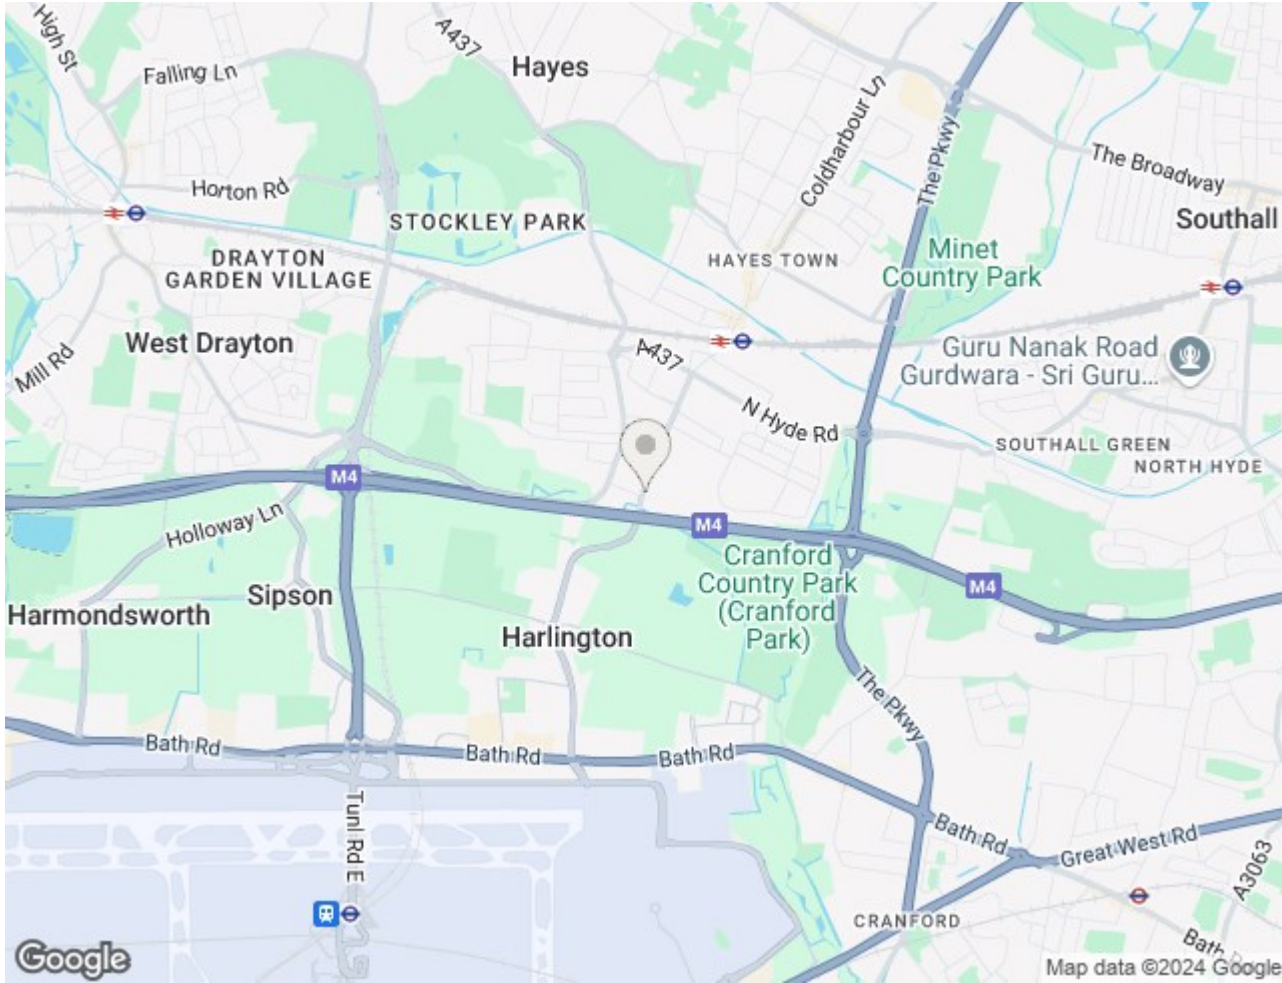 High St
Falling Ln
A437
Hayes
Coldharbour Ln
The Pkwy
The Broadway
Horton Rd
STOCKLEY PARK
Southall
DRAYTON
GARDEN VILLAGE
HAYES TOWN
Minet
Country Park
West Drayton
Mill Rd
A437
Guru Nanak Road
Gurdwara - Sri Guru...
N Hyde Rd
SOUTHALL GREEN
NORTH HYDE
M4
Holloway Ln
M4
Cranford
Country Park
(Cranford
Park)
M4
Sipson
Harmondsworth
Harlington
The Pkwy
Bath Rd
Bath Rd
Bath Rd
Tunl Rd E
Bath Rd
Great West Rd
A3063
CRANFORD
Bath
Google
Map data ©2024 Google